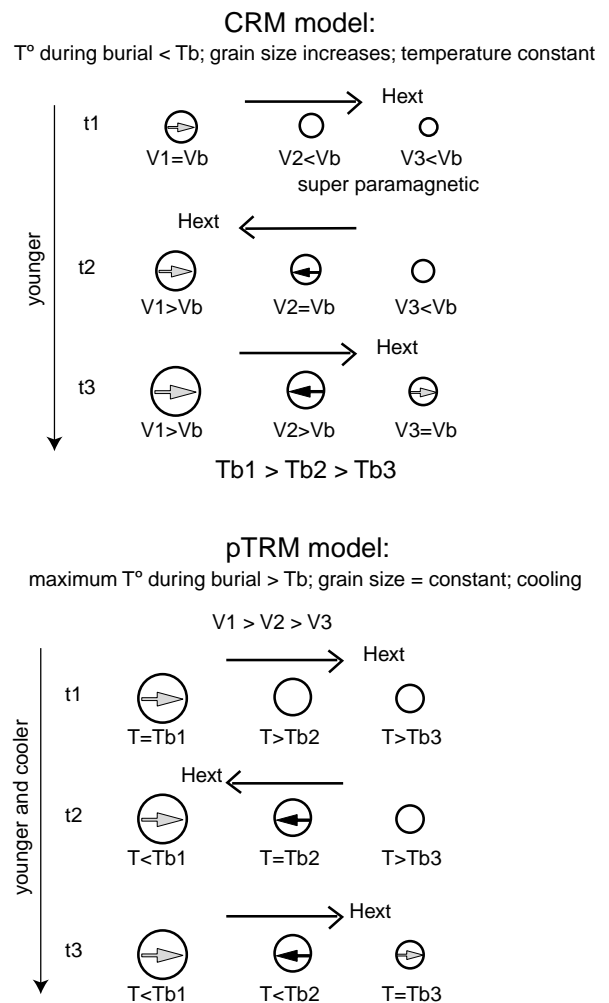 CRM model:
Tº during burial < Tb; grain size increases; temperature constant
Hext
t1
V1=Vb V2<Vb V3<Vb
super paramagnetic
Hext
t2
V1>Vb V2=Vb V3<Vb
Hext
t3
V1>Vb V2>Vb V3=Vb
younger
Tb1 > Tb2 > Tb3
pTRM model:
maximum Tº during burial > Tb; grain size = constant; cooling
V1 > V2 > V3
Hext
t1
T=Tb1 T>Tb2 T>Tb3
Hext
t2
T<Tb1 T=Tb2 T>Tb3
Hext
t3
T<Tb1 T<Tb2 T=Tb3
younger and cooler